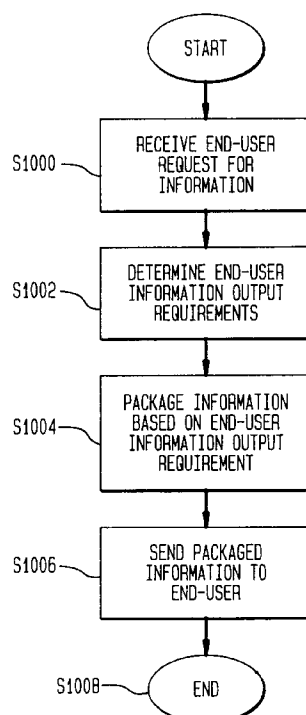 START
S1000
RECEIVE END-USER
REQUEST FOR
INFORMATION
S1002
DETERMINE END-USER
INFORMATION OUTPUT
REQUIREMENTS
S1004
PACKAGE INFORMATION
BASED ON END-USER
INFORMATION OUTPUT
REQUIREMENT
S1006
SEND PACKAGED
INFORMATION TO
END-USER
S1008
END